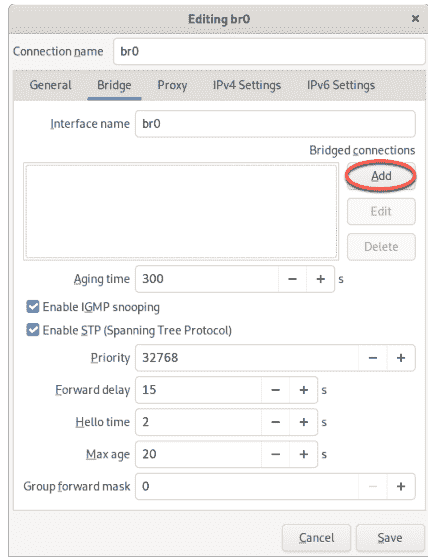 Editing br0 ×
Connection name br0
General Bridge Proxy IPv4 Settings IPv6 Settings
Interface name br0
Bridged connections
Add
Edit
Delete
Aging time 300 − + s
Enable IGMP snooping
Enable STP (Spanning Tree Protocol)
Priority 32768 − +
Forward delay 15 − + s
Hello time 2 − + s
Max age 20 − + s
Group forward mask 0 − +
Cancel Save